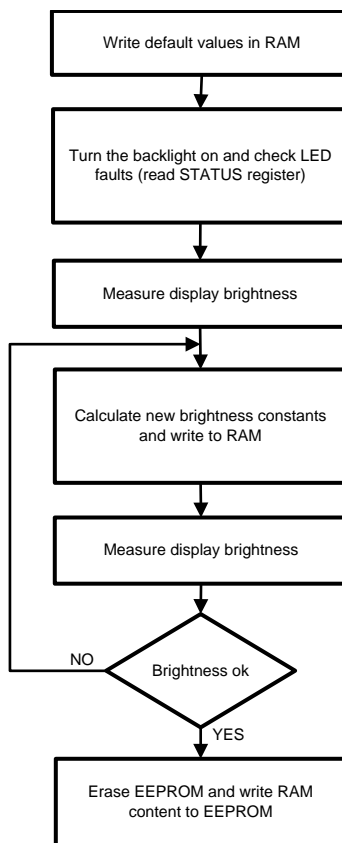 Write default values in RAM
Turn the backlight on and check LED
faults (read STATUS register)
Measure display brightness
Calculate new brightness constants
and write to RAM
Measure display brightness
NO
Brightness ok
YES
Erase EEPROM and write RAM
content to EEPROM